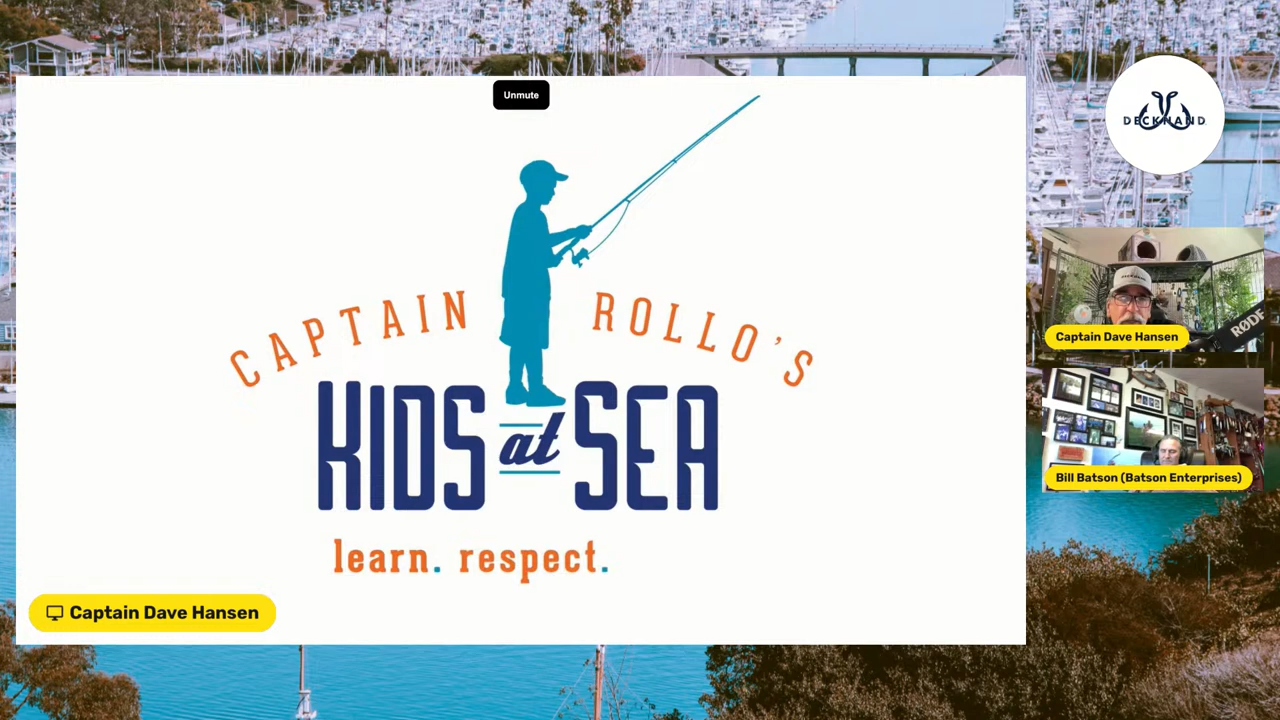 Unmute
CAPTAIN ROLLO'S
KIDS at SEA
learn. respect.
Captain Dave Hansen
DECKHAND
Captain Dave Hansen
RØDE
Bill Batson (Batson Enterprises)